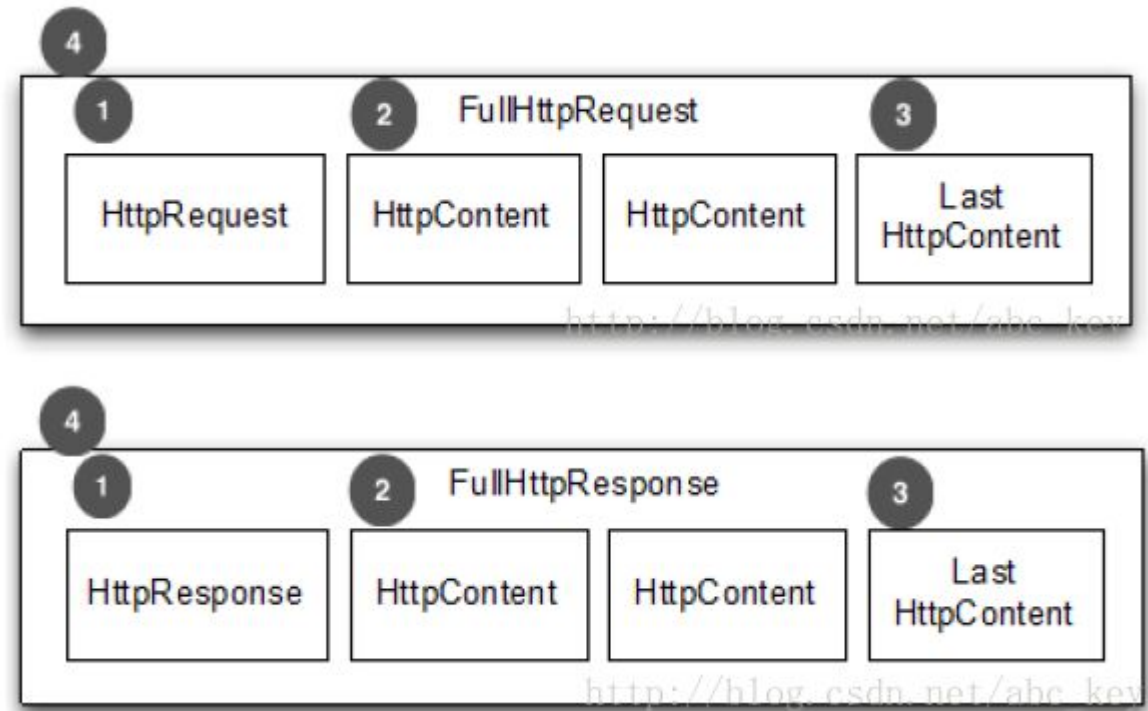 4
1
2
FullHttpRequest
3
HttpRequest
HttpContent
HttpContent
Last
HttpContent
http://blog.csdn.net/abc_key
4
1
2
FullHttpResponse
3
HttpResponse
HttpContent
HttpContent
Last
HttpContent
http://blog.csdn.net/abc_key